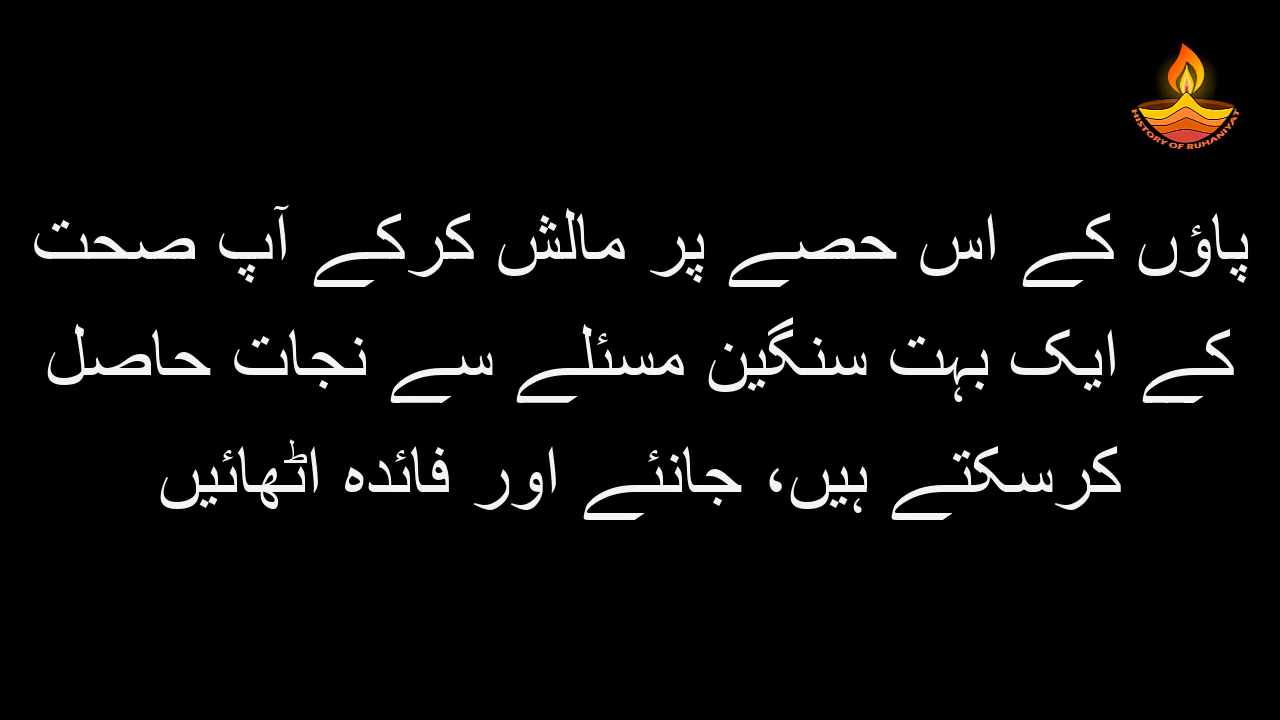 HISTORY OF RUHANIYAT
پاؤں کے اس حصے پر مالش کرکے آپ صحت
کے ایک بہت سنگین مسئلے سے نجات حاصل
کرسکتے ہیں، جانئے اور فائدہ اٹھائیں